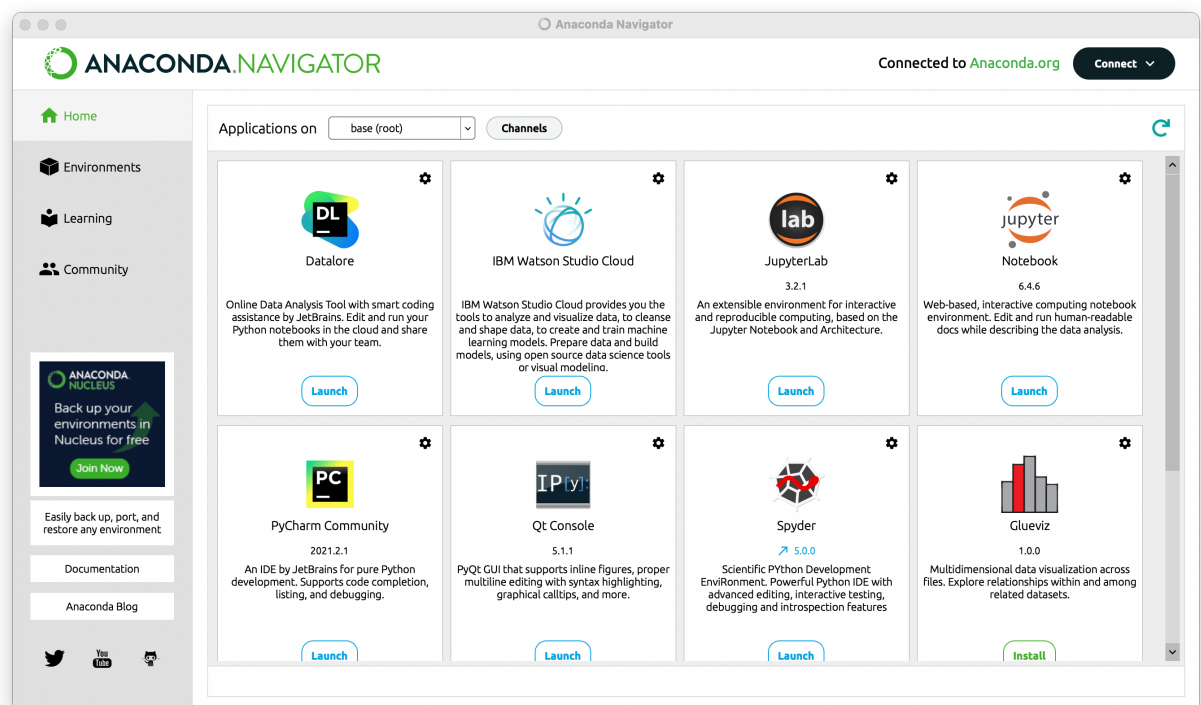 Anaconda Navigator
ANACONDA.NAVIGATOR
Connected to Anaconda.org
Connect
Home
Environments
Learning
Community
ANACONDA.
NUCLEUS
Back up your
environments in
Nucleus for free
Join Now
Easily back up, port, and
restore any environment
Documentation
Anaconda Blog
You
Tube
Applications on
base (root)
Channels
DL
Datalore
Online Data Analysis Tool with smart coding
assistance by JetBrains. Edit and run your
Python notebooks in the cloud and share
them with your team.
Launch
IBM Watson Studio Cloud
IBM Watson Studio Cloud provides you the
tools to analyze and visualize data, to cleanse
and shape data, to create and train machine
learning models. Prepare data and build
models, using open source data science tools
or visual modeling.
Launch
lab
JupyterLab
3.2.1
An extensible environment for interactive
and reproducible computing, based on the
Jupyter Notebook and Architecture.
Launch
jupyter
Notebook
6.4.6
Web-based, interactive computing notebook
environment. Edit and run human-readable
docs while describing the data analysis.
Launch
PC
PyCharm Community
2021.2.1
An IDE by JetBrains for pure Python
development. Supports code completion,
listing, and debugging.
Launch
IP[y]:
Qt Console
5.1.1
PyQt GUI that supports inline figures, proper
multiline editing with syntax highlighting,
graphical calltips, and more.
Launch
Spyder
5.0.0
Scientific PYthon Development
EnviRonment. Powerful Python IDE with
advanced editing, interactive testing,
debugging and introspection features
Launch
Glueviz
1.0.0
Multidimensional data visualization across
files. Explore relationships within and among
related datasets.
Install